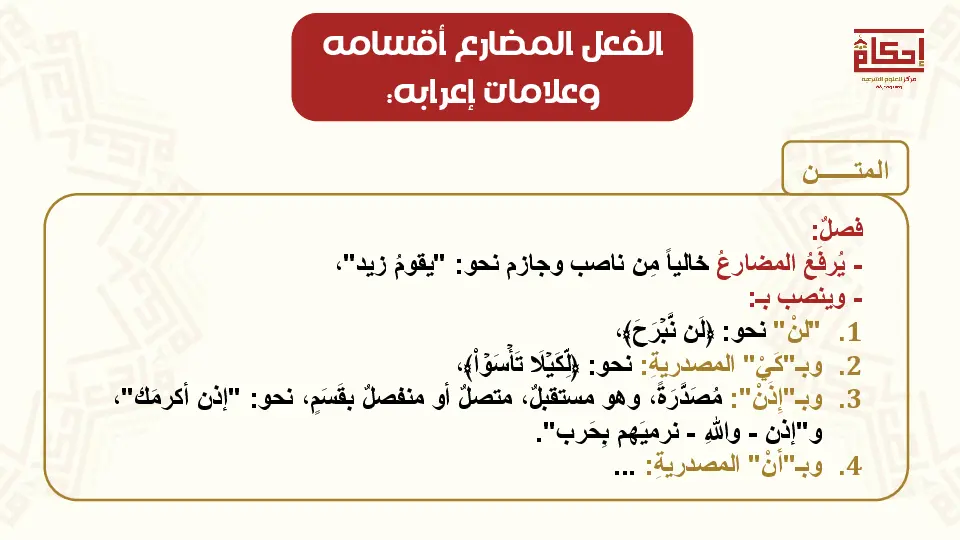 الفعل المضارع أقسامه
وعلامات إعرابه:
إحكام
مركز للعلوم الشرعية
المتـــــن
فصلٌ:
- يُرفَعُ المضارعُ خالياً مِن ناصب وجازم نحو: "يقومُ زيد"،
- وينصب بـ:
1. "لنْ" نحو: ﴿لَن نَّبۡرَحَ﴾،
2. وبـ"كَيْ" المصدريةِ: نحو: ﴿لِّكَيۡلَا تَأۡسَوۡاْ﴾،
3. وبـ"إِذَنْ": مُصَدَّرَةً، وهو مستقبلٌ، متصلٌ أو منفصلٌ بقَسَمٍ، نحو: "إذن أكرمَك"،
و"إذن - واللهِ - نرميَهم بِحَرب".
4. وبـ"أنْ" المصدريةِ: ...